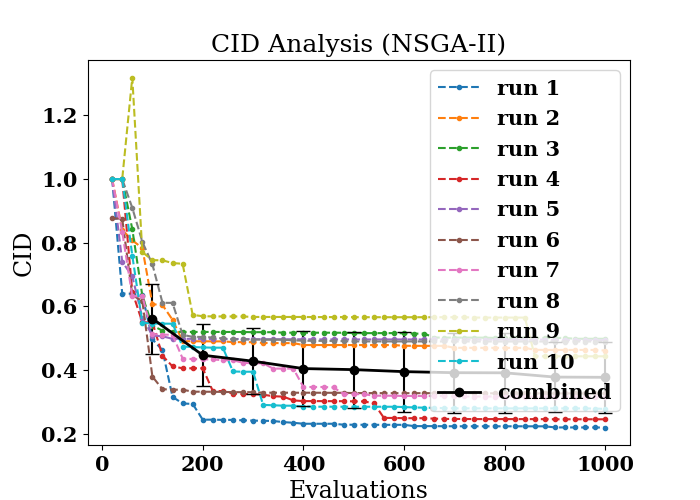 CID Analysis (NSGA-II)
CID
1.2
1.0
0.8
0.6
0.4
0.2
0
200
400
600
800
1000
Evaluations
run 1
run 2
run 3
run 4
run 5
run 6
run 7
run 8
run 9
run 10
combined